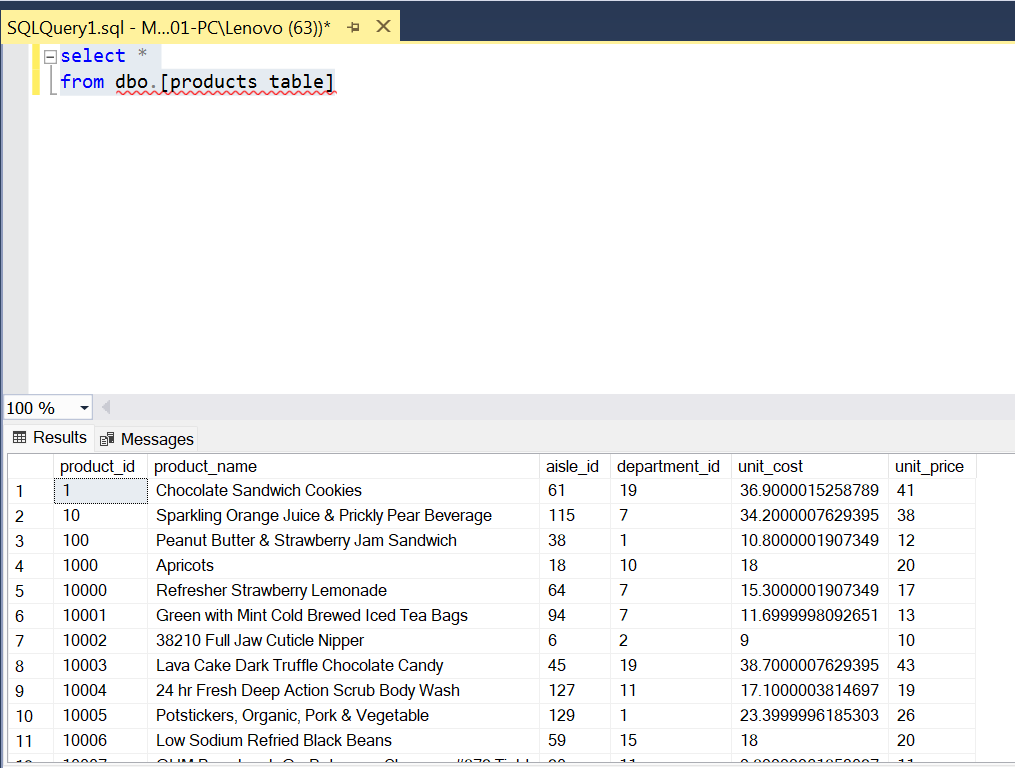 SQLQuery1.sql - M...01-PC\Lenovo (63))*
select *
from dbo.[products table]
100 %
Results Messages
product_id product_name aisle_id department_id unit_cost unit_price
1 1 Chocolate Sandwich Cookies 61 19 36.9000015258789 41
2 10 Sparkling Orange Juice & Prickly Pear Beverage 115 7 34.2000007629395 38
3 100 Peanut Butter & Strawberry Jam Sandwich 38 1 10.8000001907349 12
4 1000 Apricots 18 10 18 20
5 10000 Refresher Strawberry Lemonade 64 7 15.3000001907349 17
6 10001 Green with Mint Cold Brewed Iced Tea Bags 94 7 11.6999998092651 13
7 10002 38210 Full Jaw Cuticle Nipper 6 2 9 10
8 10003 Lava Cake Dark Truffle Chocolate Candy 45 19 38.7000007629395 43
9 10004 24 hr Fresh Deep Action Scrub Body Wash 127 11 17.1000003814697 19
10 10005 Potstickers, Organic, Pork & Vegetable 129 1 23.3999996185303 26
11 10006 Low Sodium Refried Black Beans 59 15 18 20